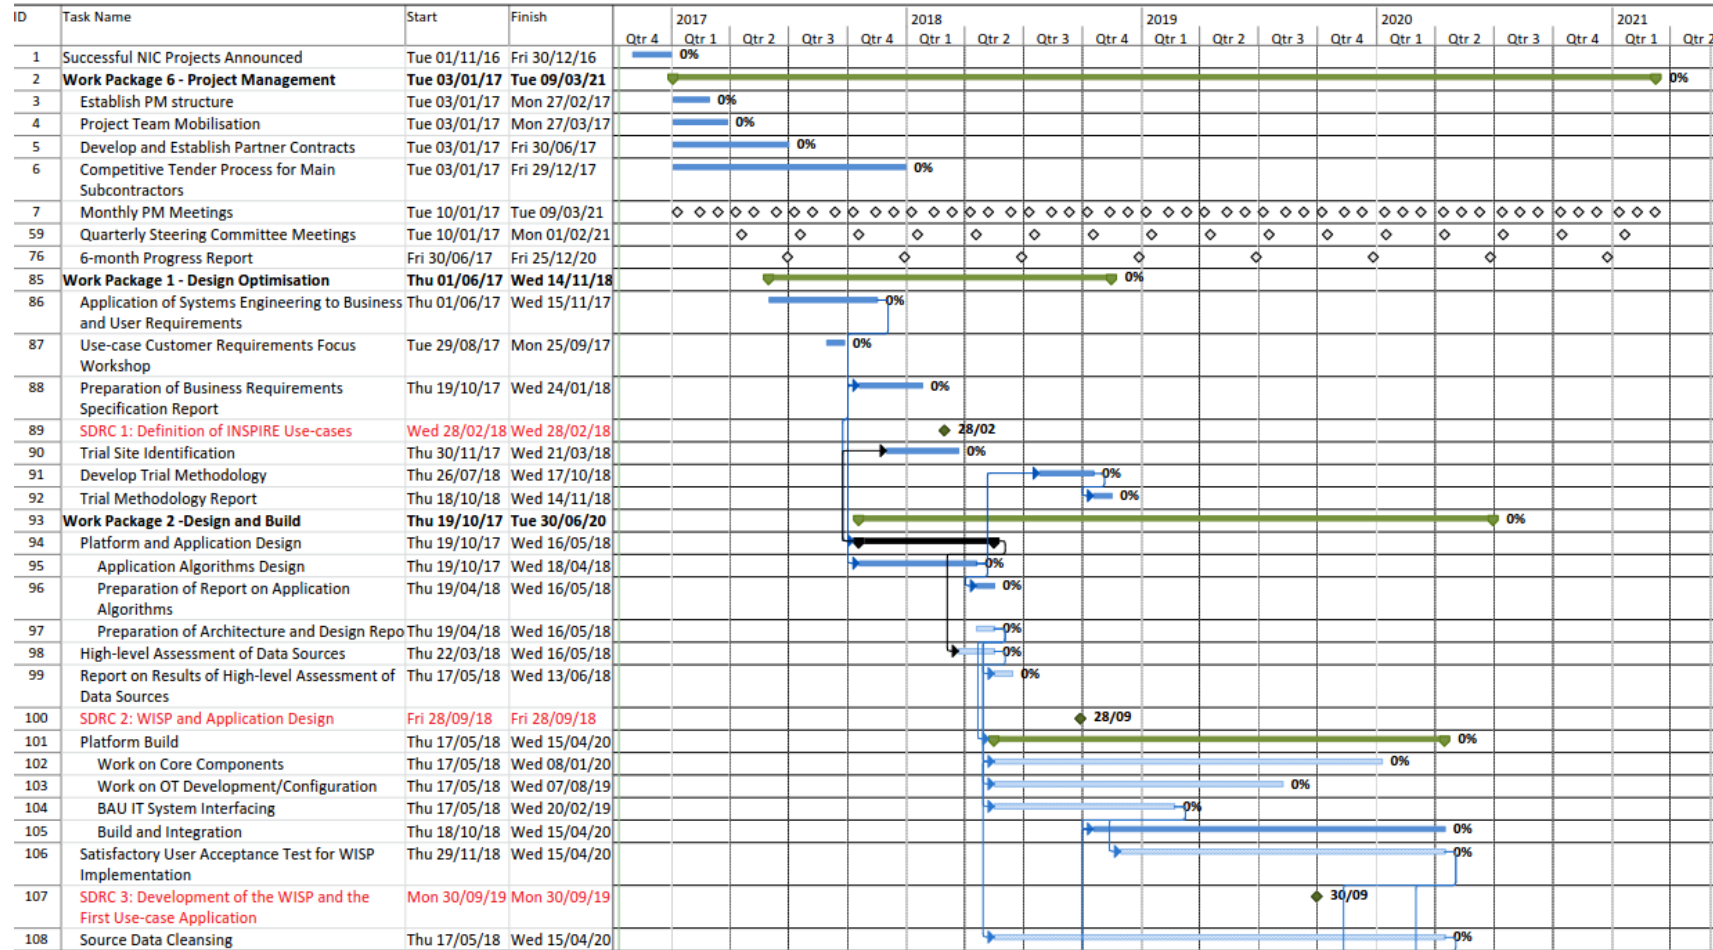 ID Task Name Start Finish 2017 2018 2019 2020 2021
Qtr 4 Qtr 1 Qtr 2 Qtr 3 Qtr 4 Qtr 1 Qtr 2 Qtr 3 Qtr 4 Qtr 1 Qtr 2 Qtr 3 Qtr 4 Qtr 1 Qtr 2 Qtr 3 Qtr 4 Qtr 1 Qtr 2
1 Successful NIC Projects Announced Tue 01/11/16 Fri 30/12/16 0%
2 Work Package 6 - Project Management Tue 03/01/17 Tue 09/03/21 0%
3 Establish PM structure Tue 03/01/17 Mon 27/02/17 0%
4 Project Team Mobilisation Tue 03/01/17 Mon 27/03/17 0%
5 Develop and Establish Partner Contracts Tue 03/01/17 Fri 30/06/17 0%
6 Competitive Tender Process for Main Tue 03/01/17 Fri 29/12/17 0%
Subcontractors
7 Monthly PM Meetings Tue 10/01/17 Tue 09/03/21
59 Quarterly Steering Committee Meetings Tue 10/01/17 Mon 01/02/21
76 6-month Progress Report Fri 30/06/17 Fri 25/12/20
85 Work Package 1 - Design Optimisation Thu 01/06/17 Wed 14/11/18 0%
86 Application of Systems Engineering to Business Thu 01/06/17 Wed 15/11/17 0%
and User Requirements
87 Use-case Customer Requirements Focus Tue 29/08/17 Mon 25/09/17 0%
Workshop
88 Preparation of Business Requirements Thu 19/10/17 Wed 24/01/18 0%
Specification Report
89 SDRC 1: Definition of INSPIRE Use-cases Wed 28/02/18 Wed 28/02/18 28/02
90 Trial Site Identification Thu 30/11/17 Wed 21/03/18 0%
91 Develop Trial Methodology Thu 26/07/18 Wed 17/10/18 0%
92 Trial Methodology Report Thu 18/10/18 Wed 14/11/18 0%
93 Work Package 2 -Design and Build Thu 19/10/17 Tue 30/06/20 0%
94 Platform and Application Design Thu 19/10/17 Wed 16/05/18
95 Application Algorithms Design Thu 19/10/17 Wed 18/04/18 0%
96 Preparation of Report on Application Thu 19/04/18 Wed 16/05/18 0%
Algorithms
97 Preparation of Architecture and Design Repo Thu 19/04/18 Wed 16/05/18 0%
98 High-level Assessment of Data Sources Thu 22/03/18 Wed 16/05/18 0%
99 Report on Results of High-level Assessment of Thu 17/05/18 Wed 13/06/18 0%
Data Sources
100 SDRC 2: WISP and Application Design Fri 28/09/18 Fri 28/09/18 28/09
101 Platform Build Thu 17/05/18 Wed 15/04/20 0%
102 Work on Core Components Thu 17/05/18 Wed 08/01/20 0%
103 Work on OT Development/Configuration Thu 17/05/18 Wed 07/08/19 0%
104 BAU IT System Interfacing Thu 17/05/18 Wed 20/02/19 0%
105 Build and Integration Thu 18/10/18 Wed 15/04/20 0%
106 Satisfactory User Acceptance Test for WISP Thu 29/11/18 Wed 15/04/20 0%
Implementation
107 SDRC 3: Development of the WISP and the Mon 30/09/19 Mon 30/09/19 30/09
First Use-case Application
108 Source Data Cleansing Thu 17/05/18 Wed 15/04/20 0%